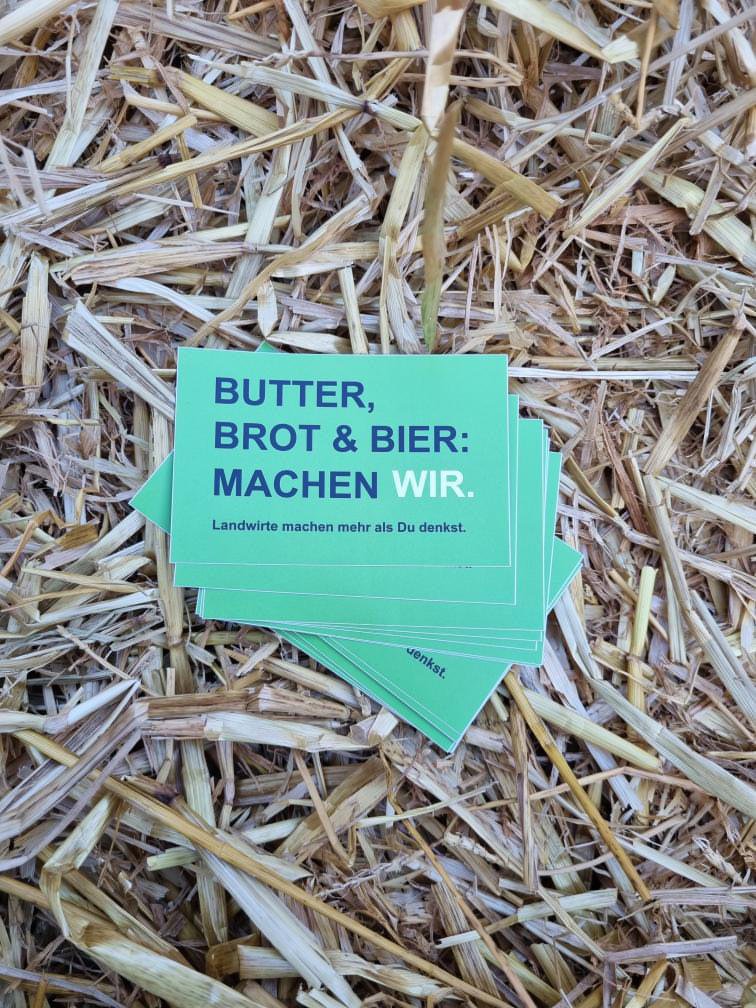 BUTTER,
BROT & BIER:
MACHEN WIR.
Landwirte machen mehr als Du denkst.
denkst.